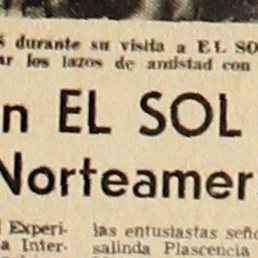 s durante su visita a EL SO
ar los lazos de amistad con
n EL SOL
Norteamer
Experi-
a Inter-
las entusiastas seño
salinda Plascencia